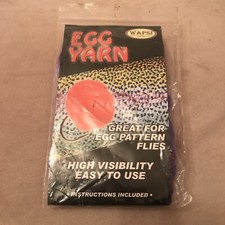 WAPSI
EGG
YARN
GREAT FOR
EGG PATTERN
FLIES
HIGH VISIBILITY
EASY TO USE
• INSTRUCTIONS INCLUDED •